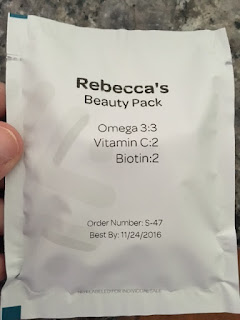 Rebecca's
Beauty Pack
Omega 3:3
Vitamin C:2
Biotin:2
Order Number: S-47
Best By: 11/24/2016